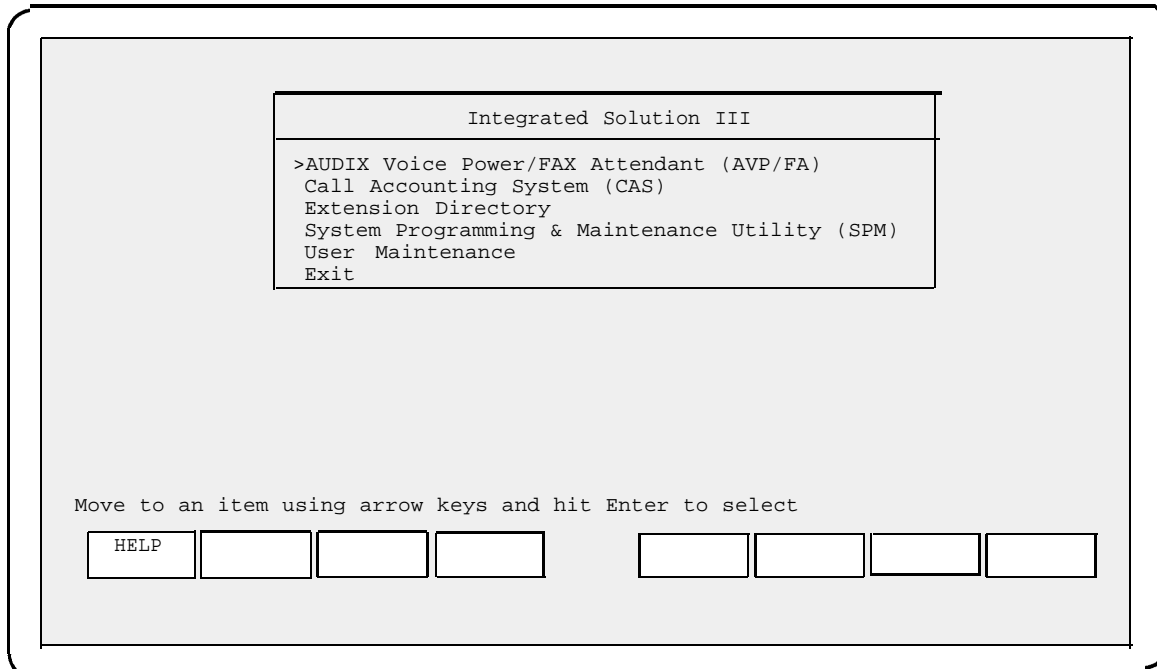 Integrated Solution III
>AUDIX Voice Power/FAX Attendant (AVP/FA)
Call Accounting System (CAS)
Extension Directory
System Programming & Maintenance Utility (SPM)
User Maintenance
Exit
Move to an item using arrow keys and hit Enter to select
HELP